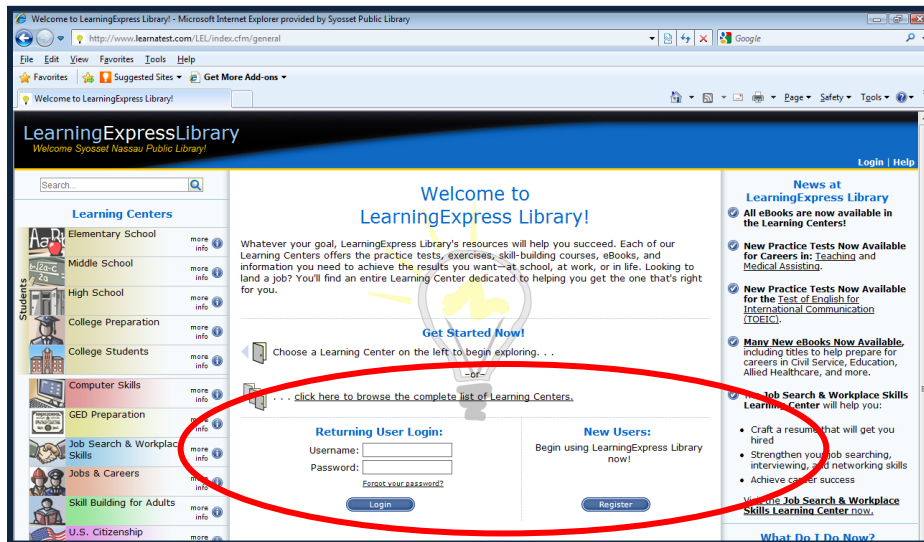 Welcome to LearningExpress Library! - Microsoft Internet Explorer provided by Syosset Public Library
http://www.learnatest.com/LEL/index.cfm/general
Google
File Edit View Favorites Tools Help
Favorites Suggested Sites Get More Add-ons
Welcome to LearningExpress Library!
Page Safety Tools
LearningExpressLibrary
Welcome Syosset Nassau Public Library!
Login | Help
Search...
Learning Centers
Students
Elementary School
more info
Middle School
more info
High School
more info
College Preparation
more info
College Students
more info
Computer Skills
more info
GED Preparation
info
Job Search & Workplac
Skills
more info
Jobs & Careers
info
Skill Building for Adults
more info
U.S. Citizenship
more
Welcome to
LearningExpress Library!
Whatever your goal, LearningExpress Library's resources will help you succeed. Each of our
Learning Centers offers the practice tests, exercises, skill-building courses, eBooks, and
information you need to achieve the results you want—at school, at work, or in life. Looking to
land a job? You'll find an entire Learning Center dedicated to helping you get the one that's right
for you.
Get Started Now!
Choose a Learning Center on the left to begin exploring. . .
–or–
. . . click here to browse the complete list of Learning Centers.
Returning User Login:
Username:
Password:
Forgot your password?
Login
New Users:
Begin using LearningExpress Library
now!
Register
News at
LearningExpress Library
All eBooks are now available in
the Learning Centers!
New Practice Tests Now Available
for Careers in: Teaching and
Medical Assisting.
New Practice Tests Now Available
for the Test of English for
International Communication
(TOEIC).
Many New eBooks Now Available,
including titles to help prepare for
careers in Civil Service, Education,
Allied Healthcare, and more.
Job Search & Workplace Skills
Learning Center will help you:
Craft a resume that will get you
hired
Strengthen your job searching,
interviewing, and networking skills
Achieve career success
Visit the Job Search & Workplace
Skills Learning Center now.
What Do I Do Now?